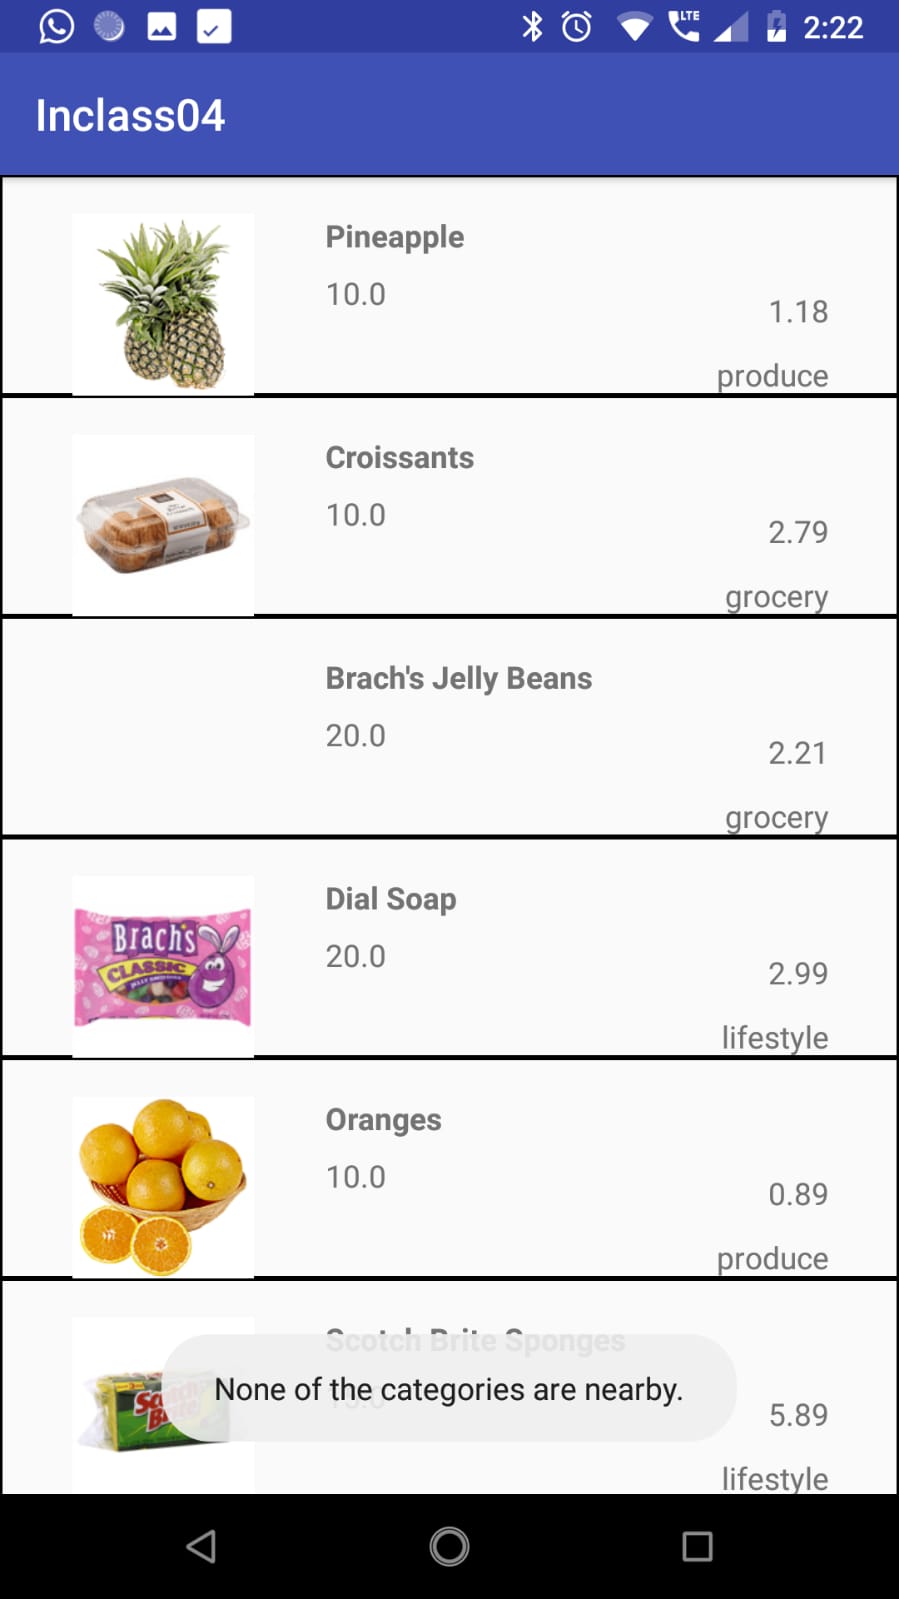 LTE
2:22
Inclass04
Pineapple
10.0
1.18
produce
Croissants
10.0
2.79
grocery
Brach's Jelly Beans
20.0
2.21
grocery
Brach's
CLASSIC
Dial Soap
20.0
2.99
lifestyle
Oranges
10.0
0.89
produce
Scotch Brite Sponges
5.89
lifestyle
None of the categories are nearby.